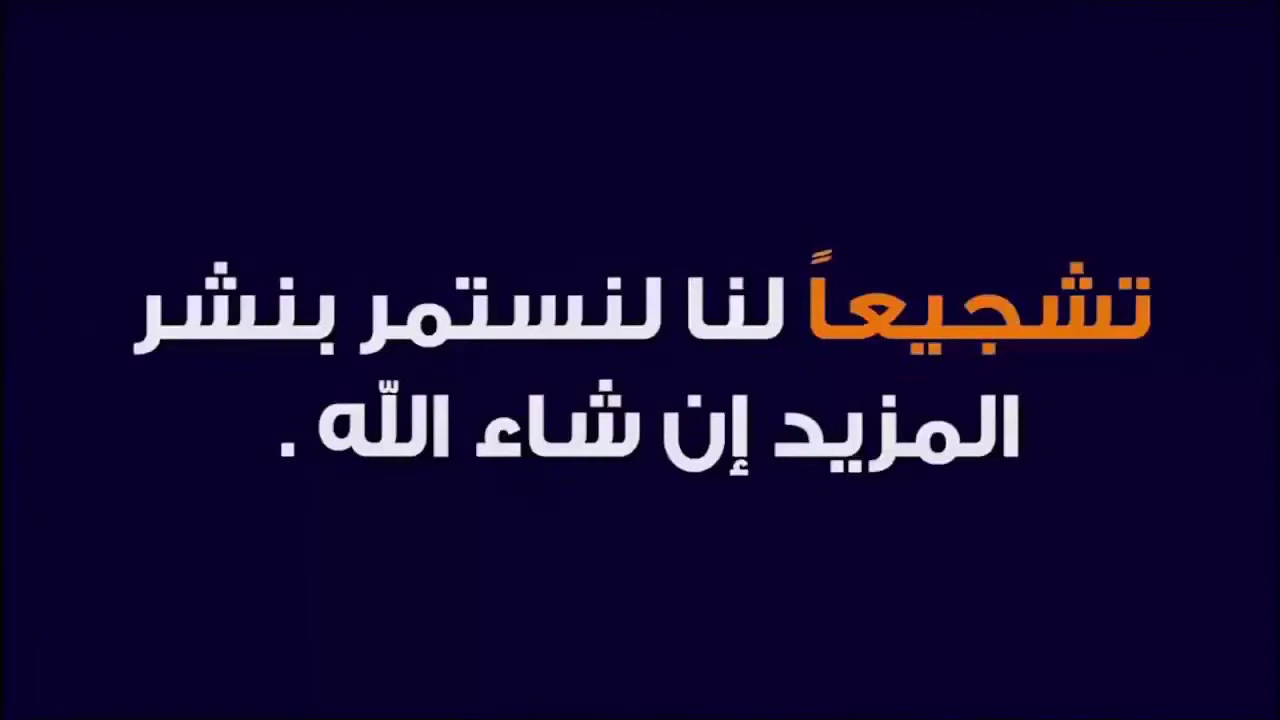 تشجيعاً لنا لنستمر بنشر
المزيد إن شاء الله .